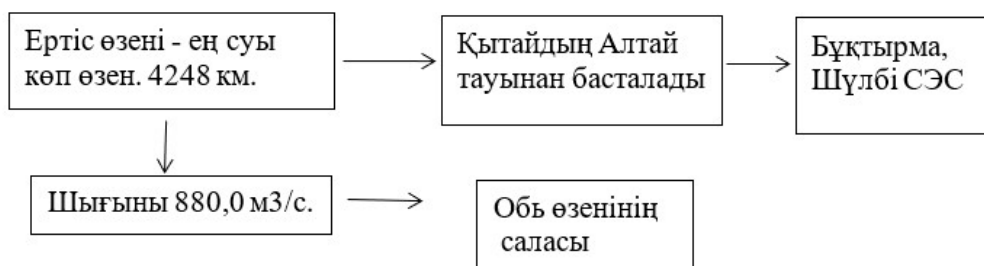 Ертіс өзені - ең суы
көп өзен. 4248 км.
Қытайдың Алтай
тауынан басталады
Бұқтырма,
Шүлбі СЭС
Шығыны 880,0 м3/с.
Обь өзенінің
саласы